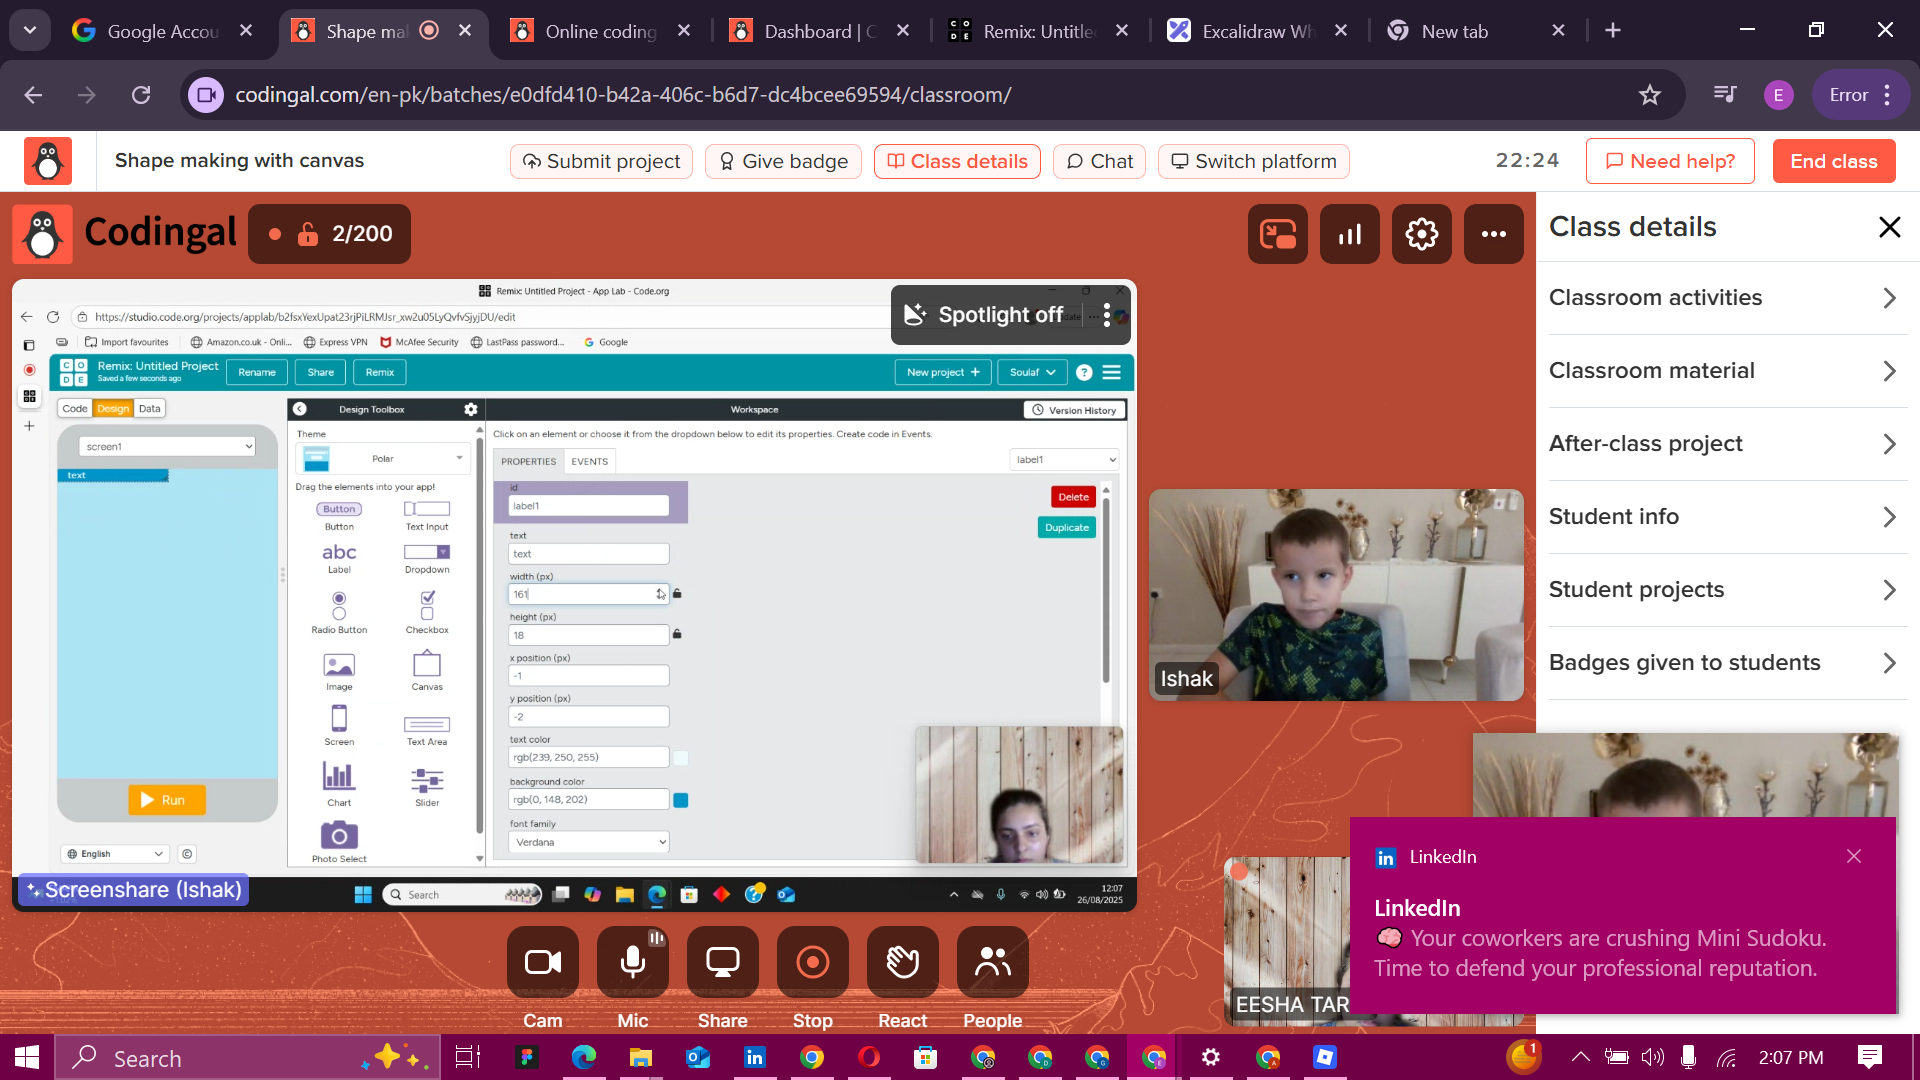 Google Accou
Shape mak
Online coding
Dashboard | C
Remix: Untitle
Excalidraw Wh
New tab
codingal.com/en-pk/batches/e0dfd410-b42a-406c-b6d7-dc4bcee69594/classroom/
E
Error
Shape making with canvas
Submit project
Give badge
Class details
Chat
Switch platform
22:24
Need help?
End class
Codingal
2/200
Class details
Classroom activities
Classroom material
After-class project
Student info
Student projects
Badges given to students
Remix: Untitled Project - App Lab - Code.org
Spotlight off
https://studio.code.org/projects/applab/b2fsxYexUpat23rjPiLRMJsr_xw2u05LyQvfvSjyjDU/edit
Import favourites
Amazon.co.uk - Onli...
Express VPN
McAfee Security
LastPass password...
Google
CODE
Remix: Untitled Project
Saved a few seconds ago
Rename
Share
Remix
New project +
Soulaf
Code
Design
Data
Design Toolbox
Workspace
Version History
screen1
text
Run
English
Theme
Polar
Drag the elements into your app!
Button
Button
Text Input
abc
Label
Dropdown
Radio Button
Checkbox
Image
Canvas
Screen
Text Area
Chart
Slider
Photo Select
Click on an element or choose it from the dropdown below to edit its properties. Create code in Events.
PROPERTIES
EVENTS
label1
id
label1
Delete
Duplicate
text
text
width (px)
161
height (px)
18
x position (px)
-1
y position (px)
-2
text color
rgb(239, 250, 255)
background color
rgb(0, 148, 202)
font family
Verdana
Screenshare (Ishak)
Search
12:07
26/08/2025
Ishak
EESHA TAR
LinkedIn
LinkedIn
🧠 Your coworkers are crushing Mini Sudoku.
Time to defend your professional reputation.
Cam
Mic
Share
Stop
React
People
Search
1
2:07 PM